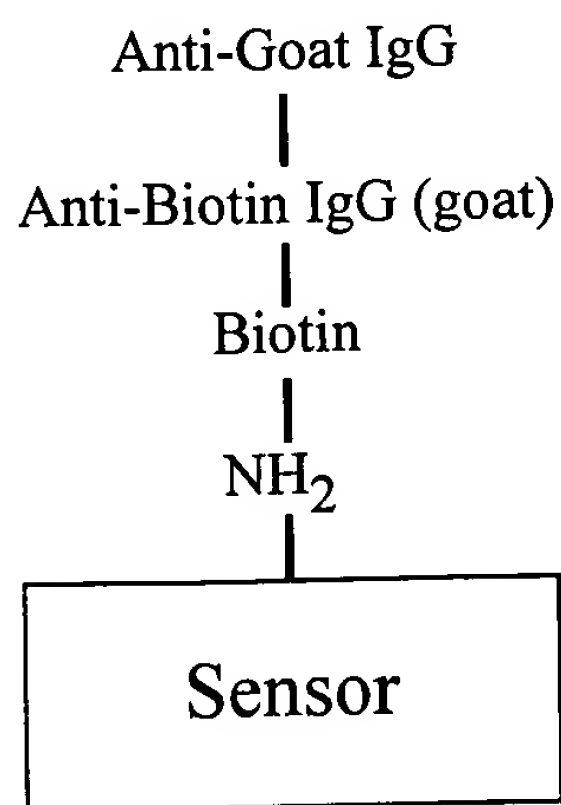 Anti-Goat IgG
Anti-Biotin IgG (goat)
Biotin
NH2
Sensor